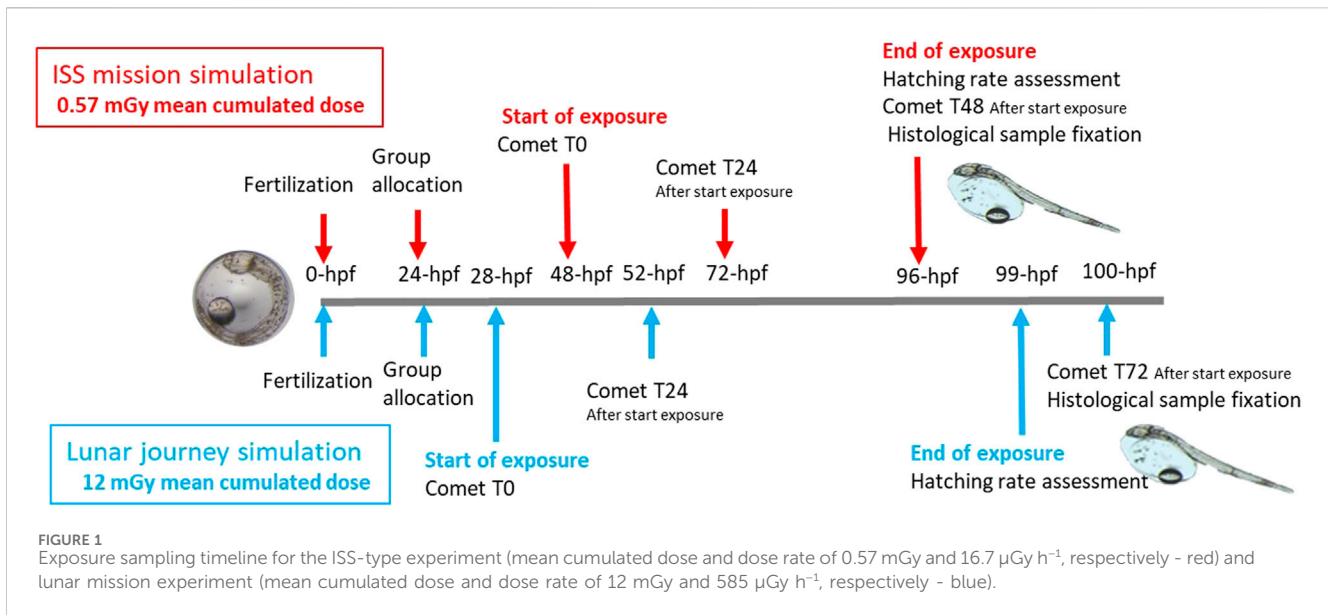 ISS mission simulation
0.57 mGy mean cumulated dose
End of exposure
Hatching rate assessment
Comet T48 After start exposure
Histological sample fixation
Start of exposure
Comet T0
Group
allocation
Fertilization
Comet T24
After start exposure
0-hpf 24-hpf 28-hpf 48-hpf 52-hpf 72-hpf 96-hpf 99-hpf 100-hpf
Fertilization
Group
allocation
Comet T24
After start exposure
Comet T72 After start exposure
Histological sample fixation
Lunar journey simulation
12 mGy mean cumulated dose
Start of exposure
Comet T0
End of exposure
Hatching rate assessment
FIGURE 1
Exposure sampling timeline for the ISS-type experiment (mean cumulated dose and dose rate of 0.57 mGy and 16.7 μGy h⁻¹, respectively - red) and
lunar mission experiment (mean cumulated dose and dose rate of 12 mGy and 585 μGy h⁻¹, respectively - blue).